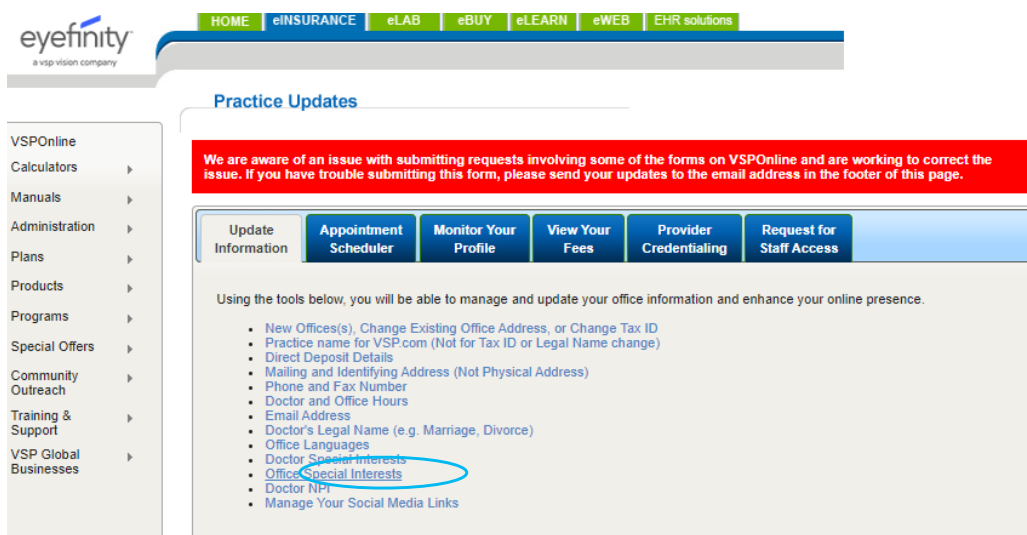 eyefinity
a vsp vision company
HOME eINSURANCE eLAB eBUY eLEARN eWEB EHR solutions
Practice Updates
VSPOnline
Calculators
Manuals
Administration
Plans
Products
Programs
Special Offers
Community
Outreach
Training &
Support
VSP Global
Businesses
We are aware of an issue with submitting requests involving some of the forms on VSPOnline and are working to correct the
issue. If you have trouble submitting this form, please send your updates to the email address in the footer of this page.
Update
Information
Appointment
Scheduler
Monitor Your
Profile
View Your
Fees
Provider
Credentialing
Request for
Staff Access
Using the tools below, you will be able to manage and update your office information and enhance your online presence.
New Offices(s), Change Existing Office Address, or Change Tax ID
Practice name for VSP.com (Not for Tax ID or Legal Name change)
Direct Deposit Details
Mailing and Identifying Address (Not Physical Address)
Phone and Fax Number
Doctor and Office Hours
Email Address
Doctor's Legal Name (e.g. Marriage, Divorce)
Office Languages
Doctor Special Interests
Office Special Interests
Doctor NPI
Manage Your Social Media Links